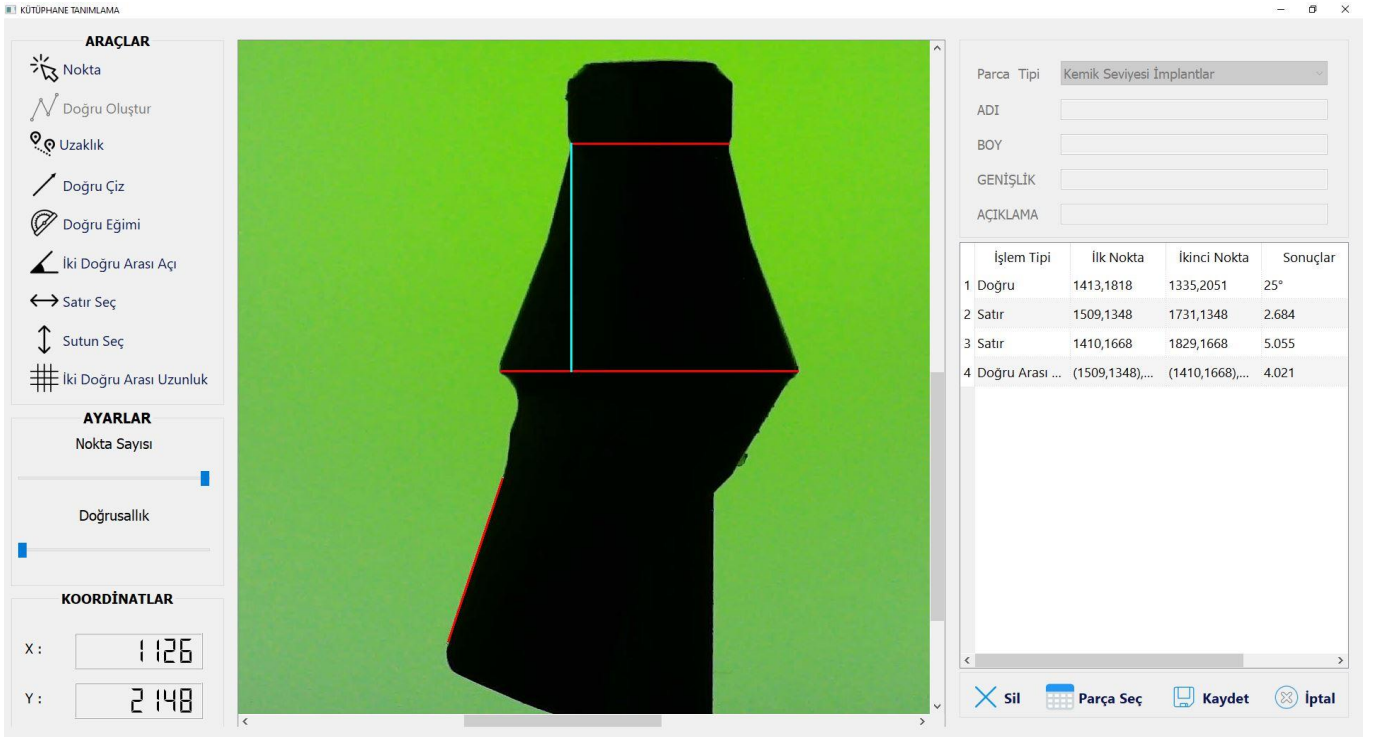 KÜTÜPHANE TANIMLAMA
ARAÇLAR
Nokta
Doğru Oluştur
Uzaklık
Doğru Çiz
Doğru Eğimi
İki Doğru Arası Açı
Satır Seç
Sutun Seç
İki Doğru Arası Uzunluk
AYARLAR
Nokta Sayısı
Doğrusallık
KOORDİNATLAR
X : 1126
Y : 2148
Parca Tipi Kemik Seviyesi İmplantlar
ADI
BOY
GENİŞLİK
AÇIKLAMA
İşlem Tipi İlk Nokta İkinci Nokta Sonuçlar
1 Doğru 1413,1818 1335,2051 25°
2 Satır 1509,1348 1731,1348 2.684
3 Satır 1410,1668 1829,1668 5.055
4 Doğru Arası ... (1509,1348),... (1410,1668),... 4.021
Sil Parça Seç Kaydet İptal